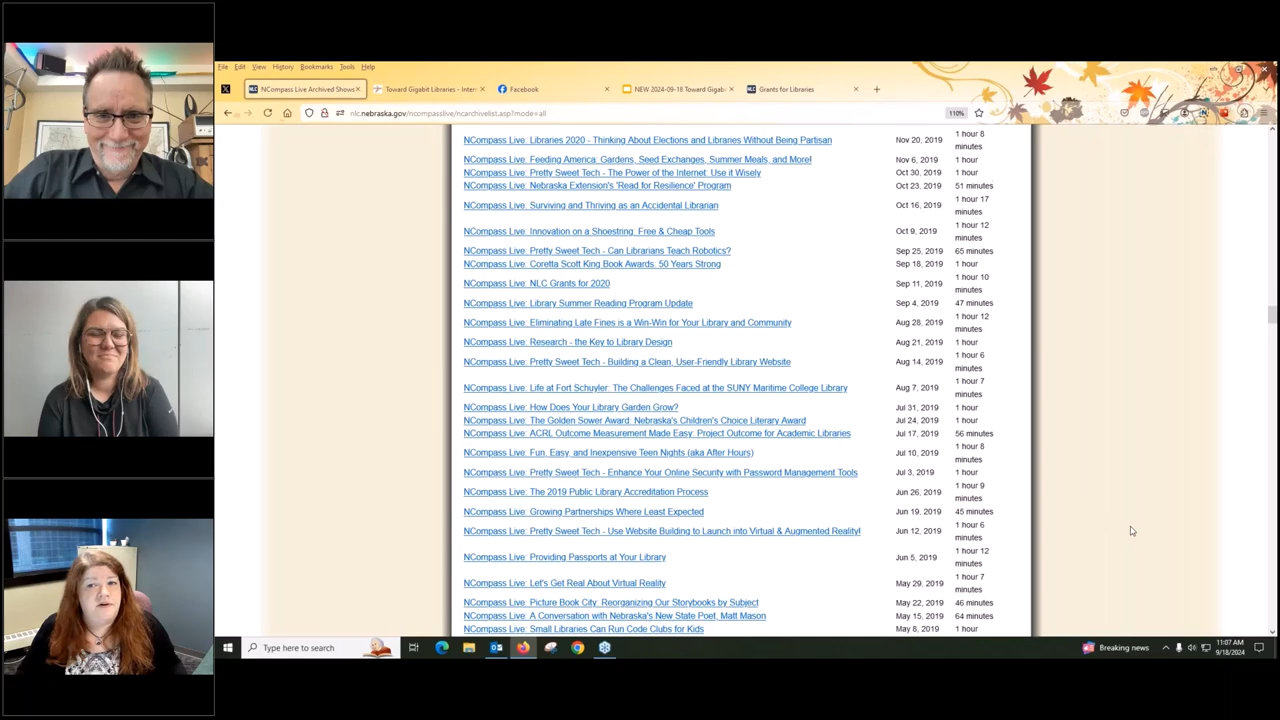 File Edit View History Bookmarks Tools Help
NCompass Live Archived Shows
Toward Gigabit Libraries - Inter
Facebook
NEW 2024-09-18 Toward Gigab
Grants for Libraries
nlc.nebraska.gov/ncompasslive/ncarchivelist.asp?mode=all
110%
NCompass Live: Libraries 2020 - Thinking About Elections and Libraries Without Being Partisan Nov 20, 2019 1 hour 8 minutes
NCompass Live: Feeding America: Gardens, Seed Exchanges, Summer Meals, and More! Nov 6, 2019 1 hour
NCompass Live: Pretty Sweet Tech - The Power of the Internet: Use it Wisely Oct 30, 2019 1 hour
NCompass Live: Nebraska Extension's 'Read for Resilience' Program Oct 23, 2019 51 minutes
NCompass Live: Surviving and Thriving as an Accidental Librarian Oct 16, 2019 1 hour 17 minutes
NCompass Live: Innovation on a Shoestring: Free & Cheap Tools Oct 9, 2019 1 hour 12 minutes
NCompass Live: Pretty Sweet Tech - Can Librarians Teach Robotics? Sep 25, 2019 65 minutes
NCompass Live: Coretta Scott King Book Awards: 50 Years Strong Sep 18, 2019 1 hour
NCompass Live: NLC Grants for 2020 Sep 11, 2019 1 hour 10 minutes
NCompass Live: Library Summer Reading Program Update Sep 4, 2019 47 minutes
NCompass Live: Eliminating Late Fines is a Win-Win for Your Library and Community Aug 28, 2019 1 hour 12 minutes
NCompass Live: Research - the Key to Library Design Aug 21, 2019 1 hour
NCompass Live: Pretty Sweet Tech - Building a Clean, User-Friendly Library Website Aug 14, 2019 1 hour 6 minutes
NCompass Live: Life at Fort Schuyler: The Challenges Faced at the SUNY Maritime College Library Aug 7, 2019 1 hour 7 minutes
NCompass Live: How Does Your Library Garden Grow? Jul 31, 2019 1 hour
NCompass Live: The Golden Sower Award: Nebraska's Children's Choice Literary Award Jul 24, 2019 1 hour
NCompass Live: ACRL Outcome Measurement Made Easy: Project Outcome for Academic Libraries Jul 17, 2019 56 minutes
NCompass Live: Fun, Easy, and Inexpensive Teen Nights (aka After Hours) Jul 10, 2019 1 hour 8 minutes
NCompass Live: Pretty Sweet Tech - Enhance Your Online Security with Password Management Tools Jul 3, 2019 1 hour
NCompass Live: The 2019 Public Library Accreditation Process Jun 26, 2019 1 hour 9 minutes
NCompass Live: Growing Partnerships Where Least Expected Jun 19, 2019 45 minutes
NCompass Live: Pretty Sweet Tech - Use Website Building to Launch into Virtual & Augmented Reality! Jun 12, 2019 1 hour 6 minutes
NCompass Live: Providing Passports at Your Library Jun 5, 2019 1 hour 12 minutes
NCompass Live: Let's Get Real About Virtual Reality May 29, 2019 1 hour 7 minutes
NCompass Live: Picture Book City: Reorganizing Our Storybooks by Subject May 22, 2019 46 minutes
NCompass Live: A Conversation with Nebraska's New State Poet, Matt Mason May 15, 2019 64 minutes
NCompass Live: Small Libraries Can Run Code Clubs for Kids May 8, 2019 1 hour
Type here to search
Breaking news
11:07 AM
9/18/2024